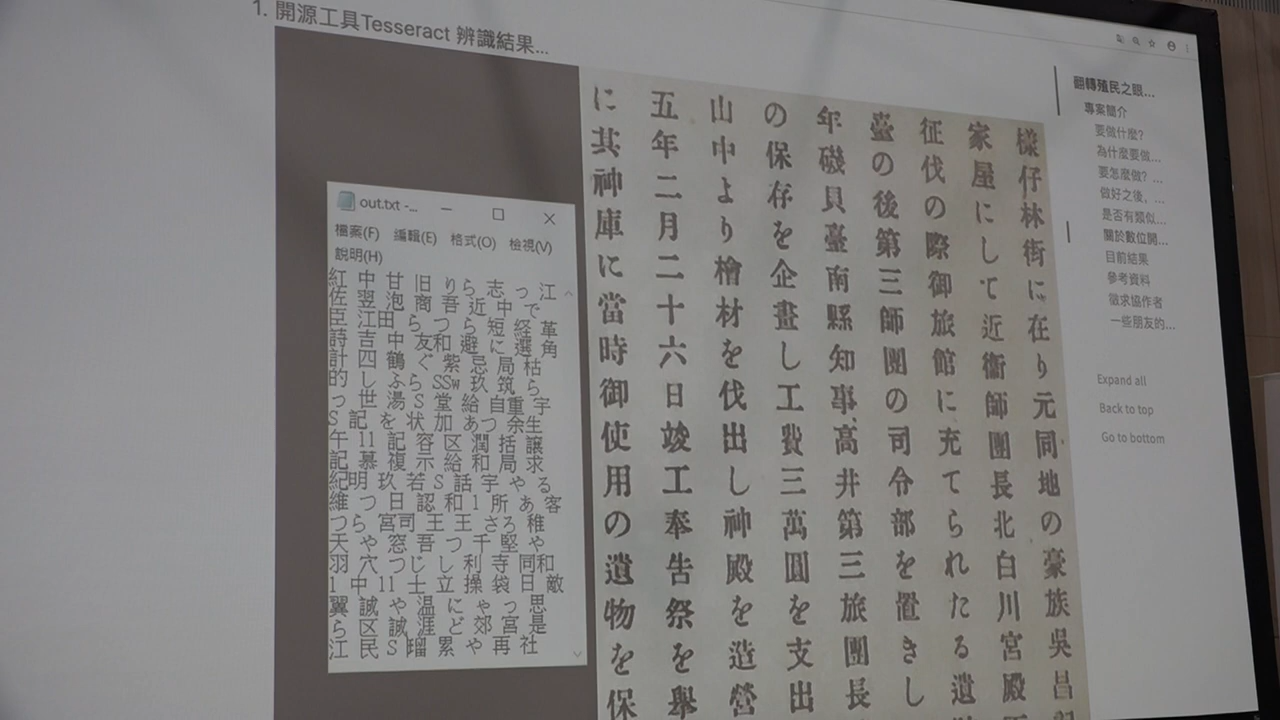 1. 開源工具Tesseract 辨識結果...
out.txt -...
檔案(F) 編輯(E) 格式(O) 檢視(V)
說明(H)
紅 中 甘 旧 りら 志 っ 江
佐 翌 泡 商 吾 近 中 で
臣 江田 ら つ ら 短 経 革
詩 吉 中 友和 避 に 選 角
計 四 鶴 ぐ 紫 忌 局 枯
的 し ふら SSw 玖 筑 ら
っ 世 湯 S 堂 給 自重 宇
S 記 を 状 加 あつ 余生
午 11 記 容 区 潤 括 譲
記 慕 複 示 給 和 局 求
紀明 玖 若 S 話 宇 や る
維 つ 日 認 和 1 所 あ 客
つら 宮司 王 王 さろ 稚
天 や 窓 吾 つ 千 堅 や
羽 穴 つじ し 利 寺 同和
1 中 11 士 立 操 袋 日 敵
翼 誠 や 温 に ゃ っ 思
ら 区 誠 涯 ど 郊 宮 是
江 民 S 瑠 累 や 再 社
樣仔林街に在り元同地の豪族吳昌
家屋にして近衞師團長北白川宮殿
征伐の際御旅館に充てられたる遺
臺の後第三師團の司令部を置きし
年磯貝臺南縣知事、高井第三旅團長
の保存を企畫し工費三萬圓を支出
山中より檜材を伐出し神殿を造營
五年二月二十六日竣工奉告祭を舉
に其神庫に當時御使用の遺物を保
翻轉殖民之眼...
專案簡介
要做什麼?
為什麼要做...
要怎麼做? ...
做好之後，...
是否有類似...
關於數位開...
目前結果
參考資料
徵求協作者
一些朋友的...
Expand all
Back to top
Go to bottom